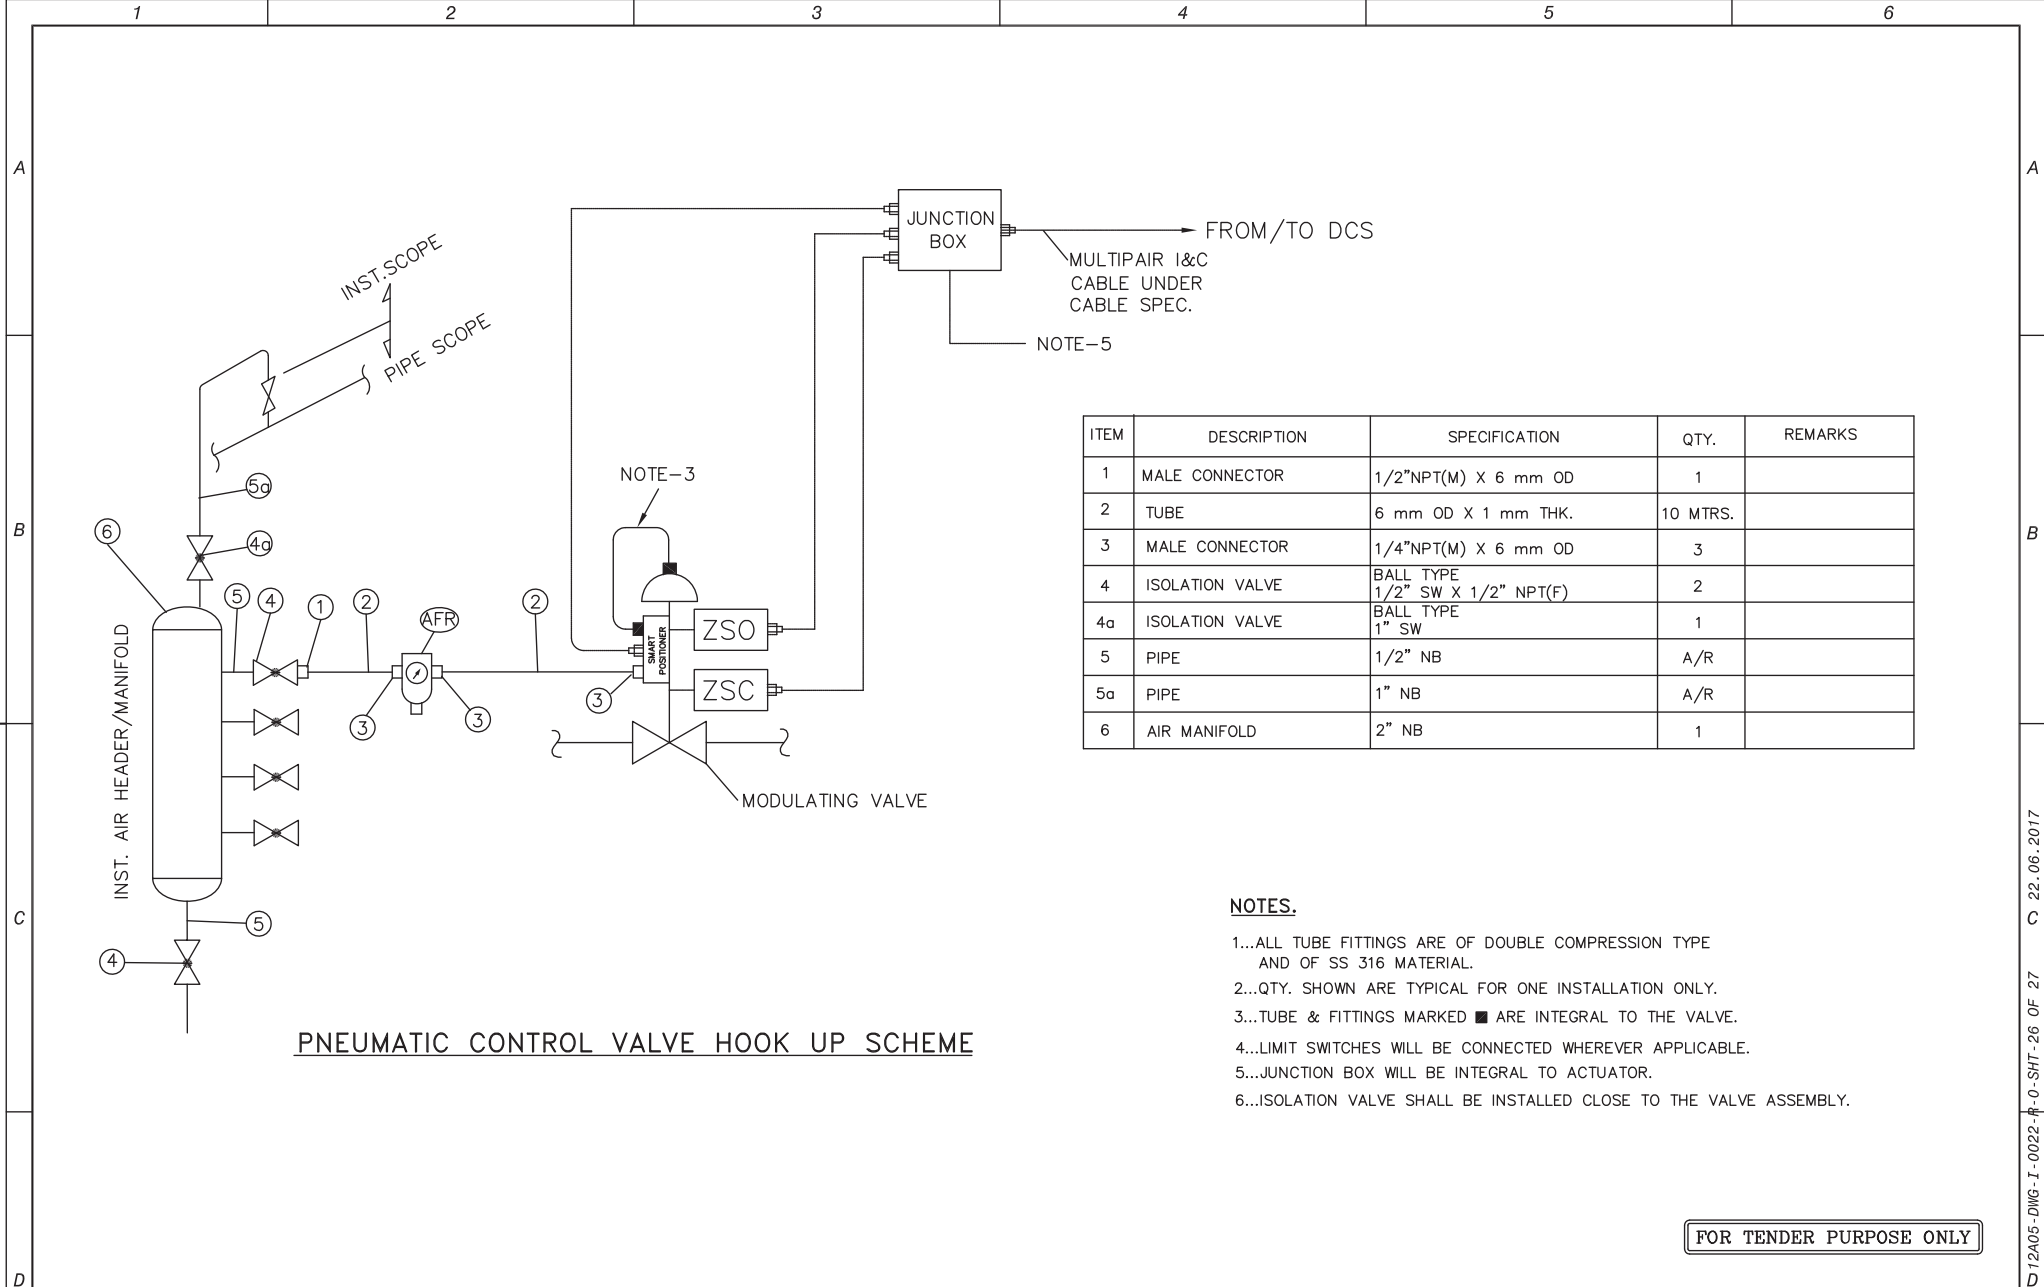 1 2 3 4 5 6
A
A
B
B
C
C
D
D
INST.SCOPE
PIPE SCOPE
JUNCTION
BOX
FROM/TO DCS
MULTIPAIR I&C
CABLE UNDER
CABLE SPEC.
NOTE-5
NOTE-3
5a
4a
6
5
4
1
2
AFR
2
3
3
3
SMART
POSITIONER
ZSO
ZSC
MODULATING VALVE
INST. AIR HEADER/MANIFOLD
5
4
PNEUMATIC CONTROL VALVE HOOK UP SCHEME
ITEM DESCRIPTION SPECIFICATION QTY. REMARKS
1 MALE CONNECTOR 1/2"NPT(M) X 6 mm OD 1
2 TUBE 6 mm OD X 1 mm THK. 10 MTRS.
3 MALE CONNECTOR 1/4"NPT(M) X 6 mm OD 3
4 ISOLATION VALVE BALL TYPE
1/2" SW X 1/2" NPT(F) 2
4a ISOLATION VALVE BALL TYPE
1" SW 1
5 PIPE 1/2" NB A/R
5a PIPE 1" NB A/R
6 AIR MANIFOLD 2" NB 1
NOTES.
1...ALL TUBE FITTINGS ARE OF DOUBLE COMPRESSION TYPE
AND OF SS 316 MATERIAL.
2...QTY. SHOWN ARE TYPICAL FOR ONE INSTALLATION ONLY.
3...TUBE & FITTINGS MARKED ■ ARE INTEGRAL TO THE VALVE.
4...LIMIT SWITCHES WILL BE CONNECTED WHEREVER APPLICABLE.
5...JUNCTION BOX WILL BE INTEGRAL TO ACTUATOR.
6...ISOLATION VALVE SHALL BE INSTALLED CLOSE TO THE VALVE ASSEMBLY.
FOR TENDER PURPOSE ONLY
112A05-DWG-I-0022-R-0-SHT-26 OF 27 22.06.2017